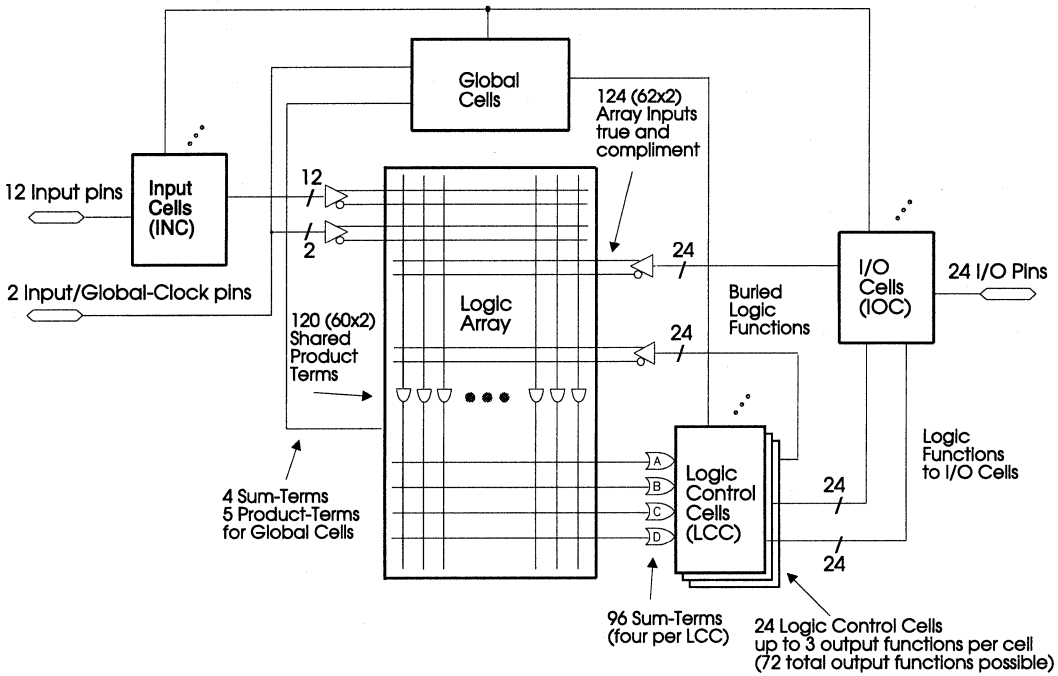 Global
Cells
124 (62x2)
Array Inputs
true and
compliment
12 Input pins
Input
Cells
(INC)
12
2
24
I/O
Cells
(IOC)
24 I/O Pins
2 Input/Global-Clock pins
Buried
Logic
Functions
Logic
Array
120 (60x2)
Shared
Product
Terms
24
Logic
Functions
to I/O Cells
A
B
C
D
Logic
Control
Cells
(LCC)
24
24
4 Sum-Terms
5 Product-Terms
for Global Cells
96 Sum-Terms
(four per LCC)
24 Logic Control Cells
up to 3 output functions per cell
(72 total output functions possible)